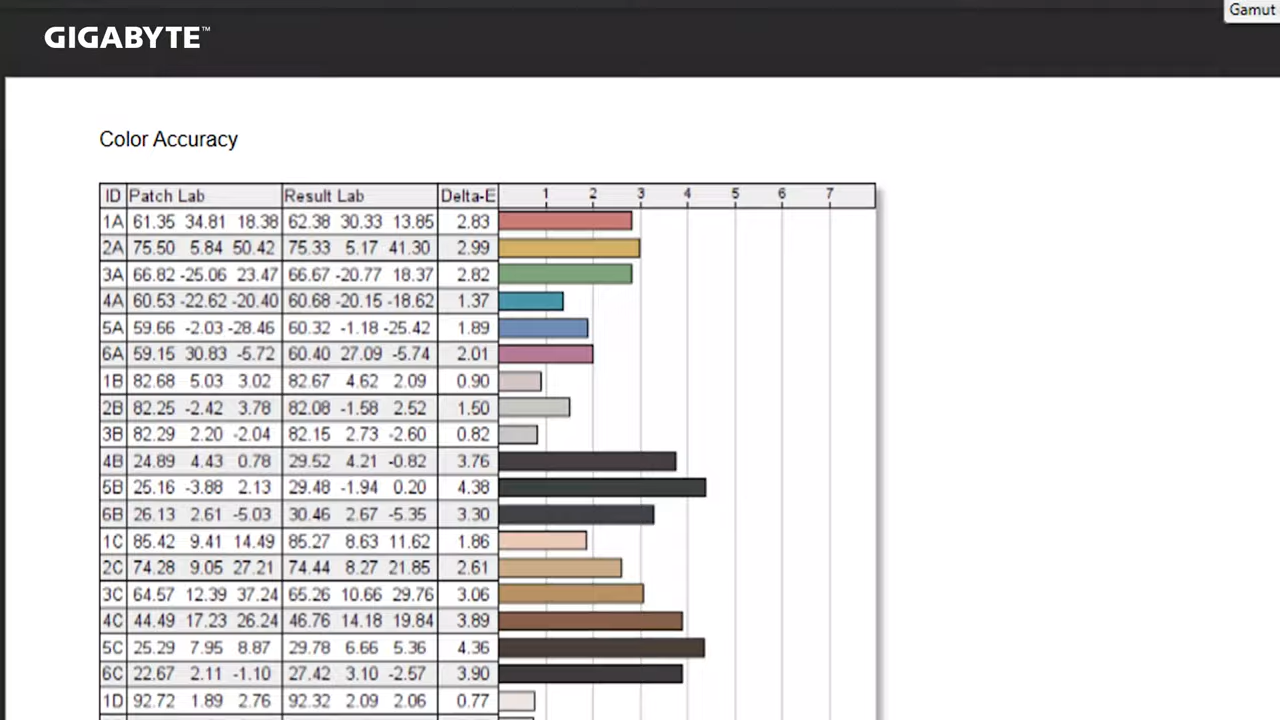 Gamut
GIGABYTE™
Color Accuracy
ID Patch Lab Result Lab Delta-E 1 2 3 4 5 6 7
1A 61.35 34.81 18.38 62.38 30.33 13.85 2.83
2A 75.50 5.84 50.42 75.33 5.17 41.30 2.99
3A 66.82 -25.06 23.47 66.67 -20.77 18.37 2.82
4A 60.53 -22.62 -20.40 60.68 -20.15 -18.62 1.37
5A 59.66 -2.03 -28.46 60.32 -1.18 -25.42 1.89
6A 59.15 30.83 -5.72 60.40 27.09 -5.74 2.01
1B 82.68 5.03 3.02 82.67 4.62 2.09 0.90
2B 82.25 -2.42 3.78 82.08 -1.58 2.52 1.50
3B 82.29 2.20 -2.04 82.15 2.73 -2.60 0.82
4B 24.89 4.43 0.78 29.52 4.21 -0.82 3.76
5B 25.16 -3.88 2.13 29.48 -1.94 0.20 4.38
6B 26.13 2.61 -5.03 30.46 2.67 -5.35 3.30
1C 85.42 9.41 14.49 85.27 8.63 11.62 1.86
2C 74.28 9.05 27.21 74.44 8.27 21.85 2.61
3C 64.57 12.39 37.24 65.26 10.66 29.76 3.06
4C 44.49 17.23 26.24 46.76 14.18 19.84 3.89
5C 25.29 7.95 8.87 29.78 6.66 5.36 4.36
6C 22.67 2.11 -1.10 27.42 3.10 -2.57 3.90
1D 92.72 1.89 2.76 92.32 2.09 2.06 0.77